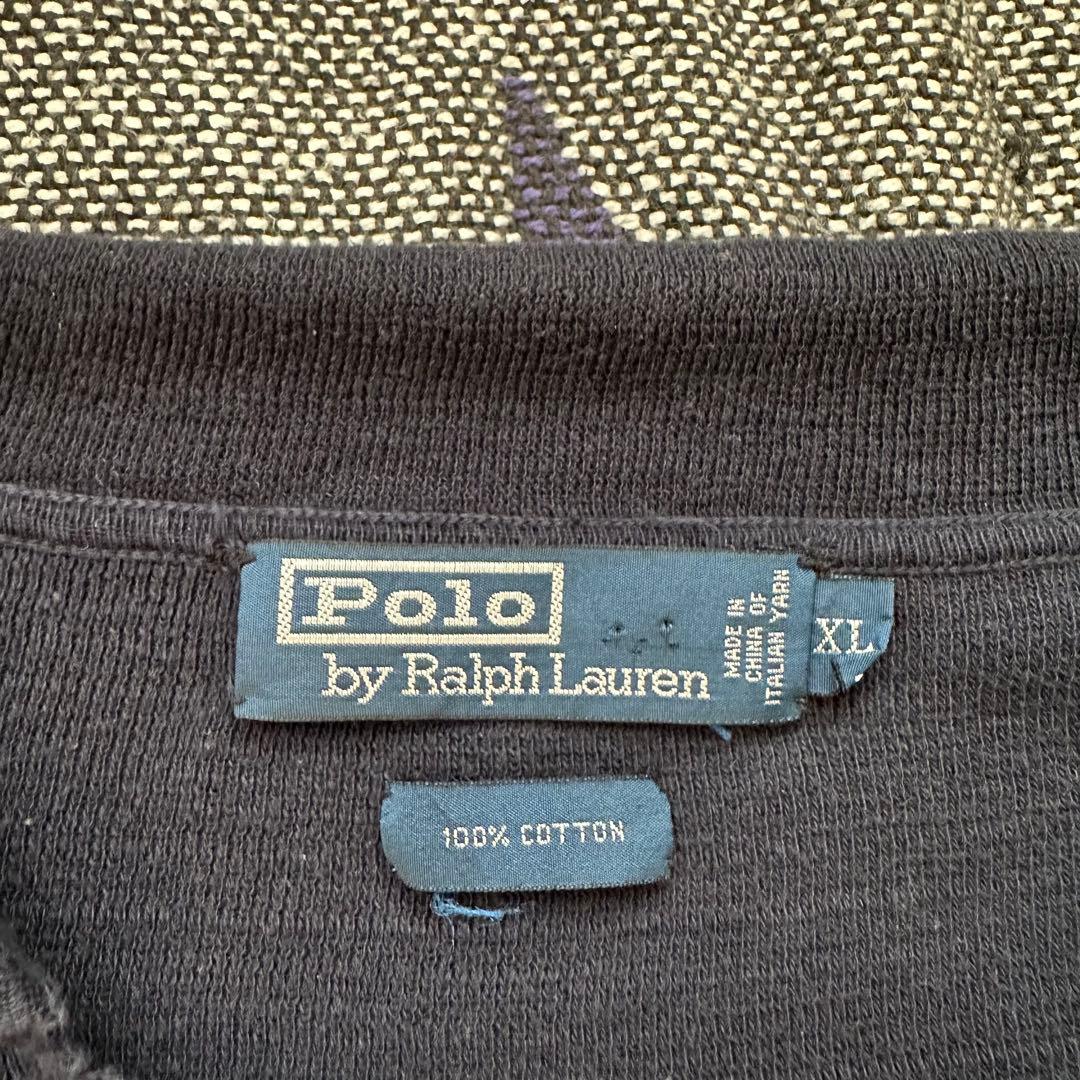 Polo
by Ralph Lauren
MADE IN
CHINA OF
ITALIAN YARN
XL
100% COTTON